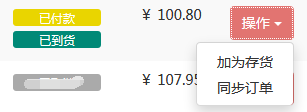 已付款
¥ 100.80
操作
已到货
加为存货
¥ 107.95
同步订单